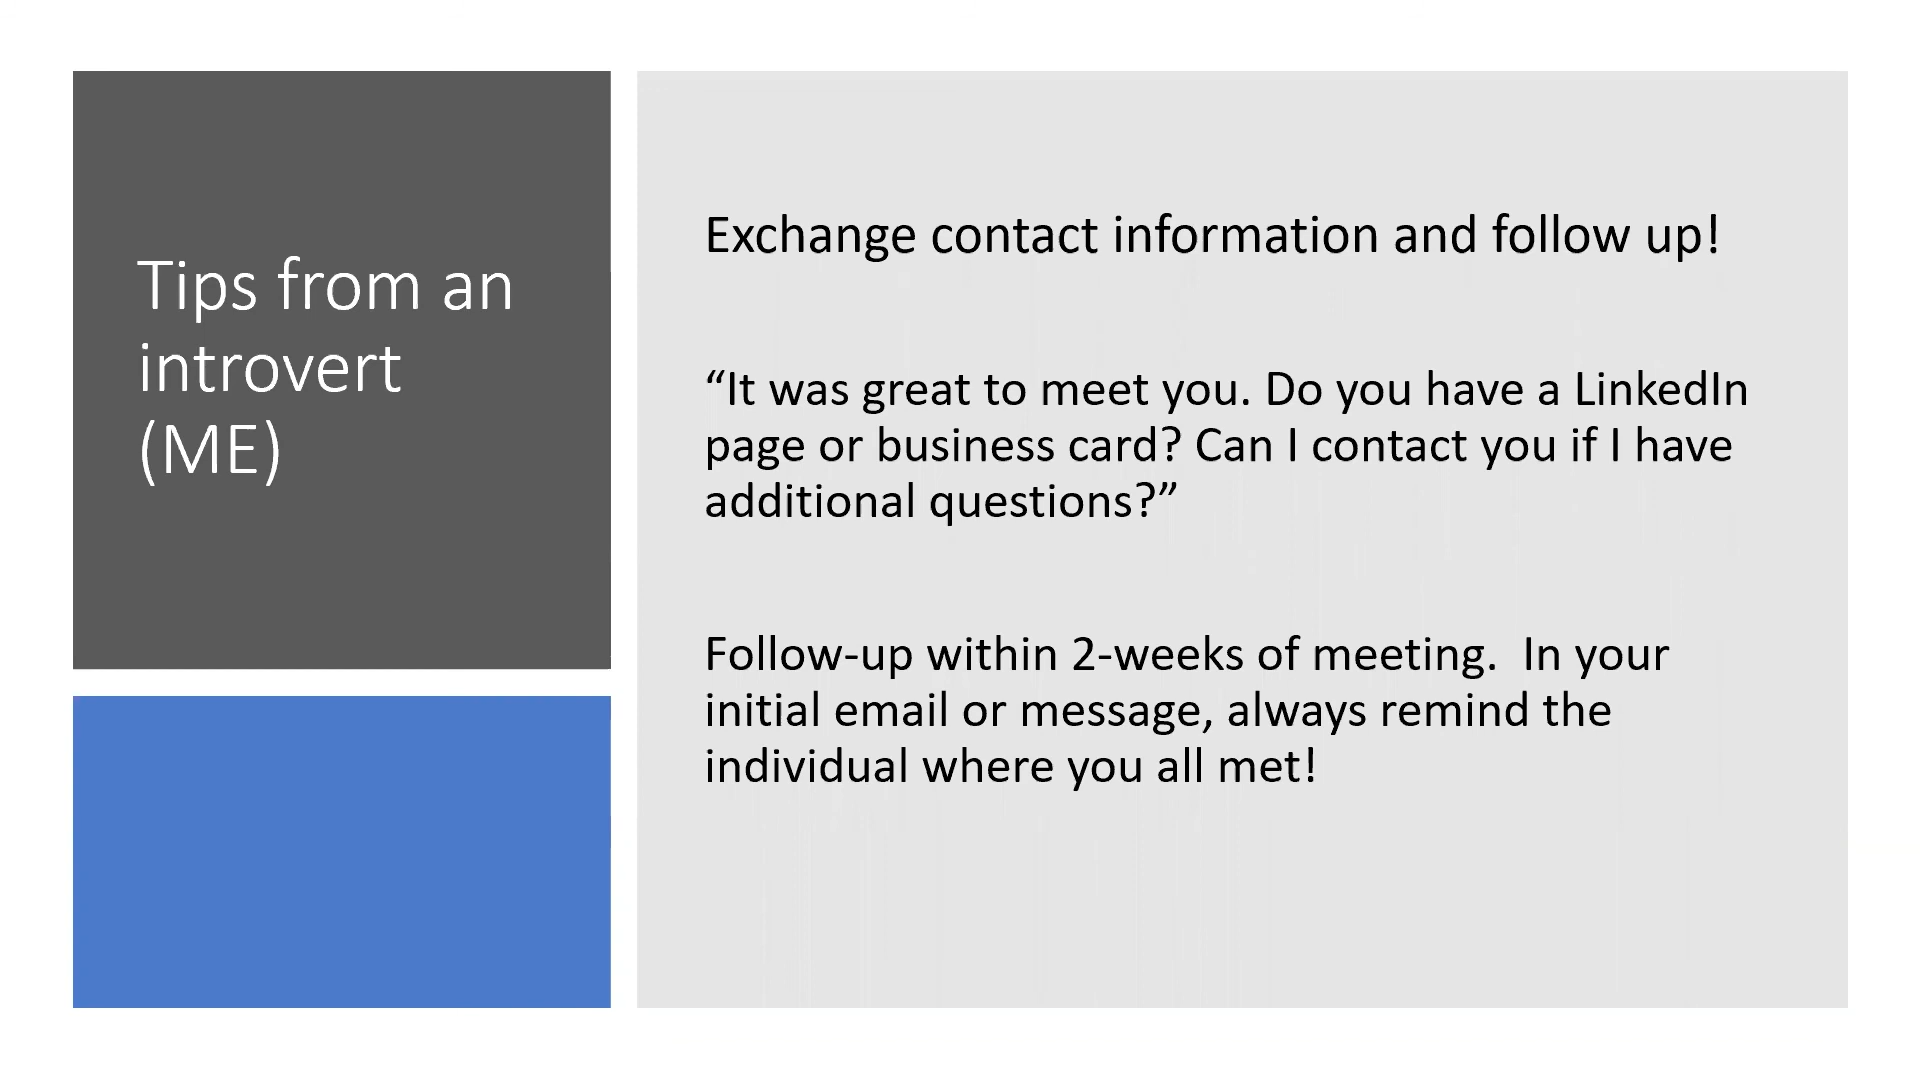 Tips from an
introvert
(ME)
Exchange contact information and follow up!
“It was great to meet you. Do you have a LinkedIn
page or business card? Can I contact you if I have
additional questions?”
Follow-up within 2-weeks of meeting.  In your
initial email or message, always remind the
individual where you all met!